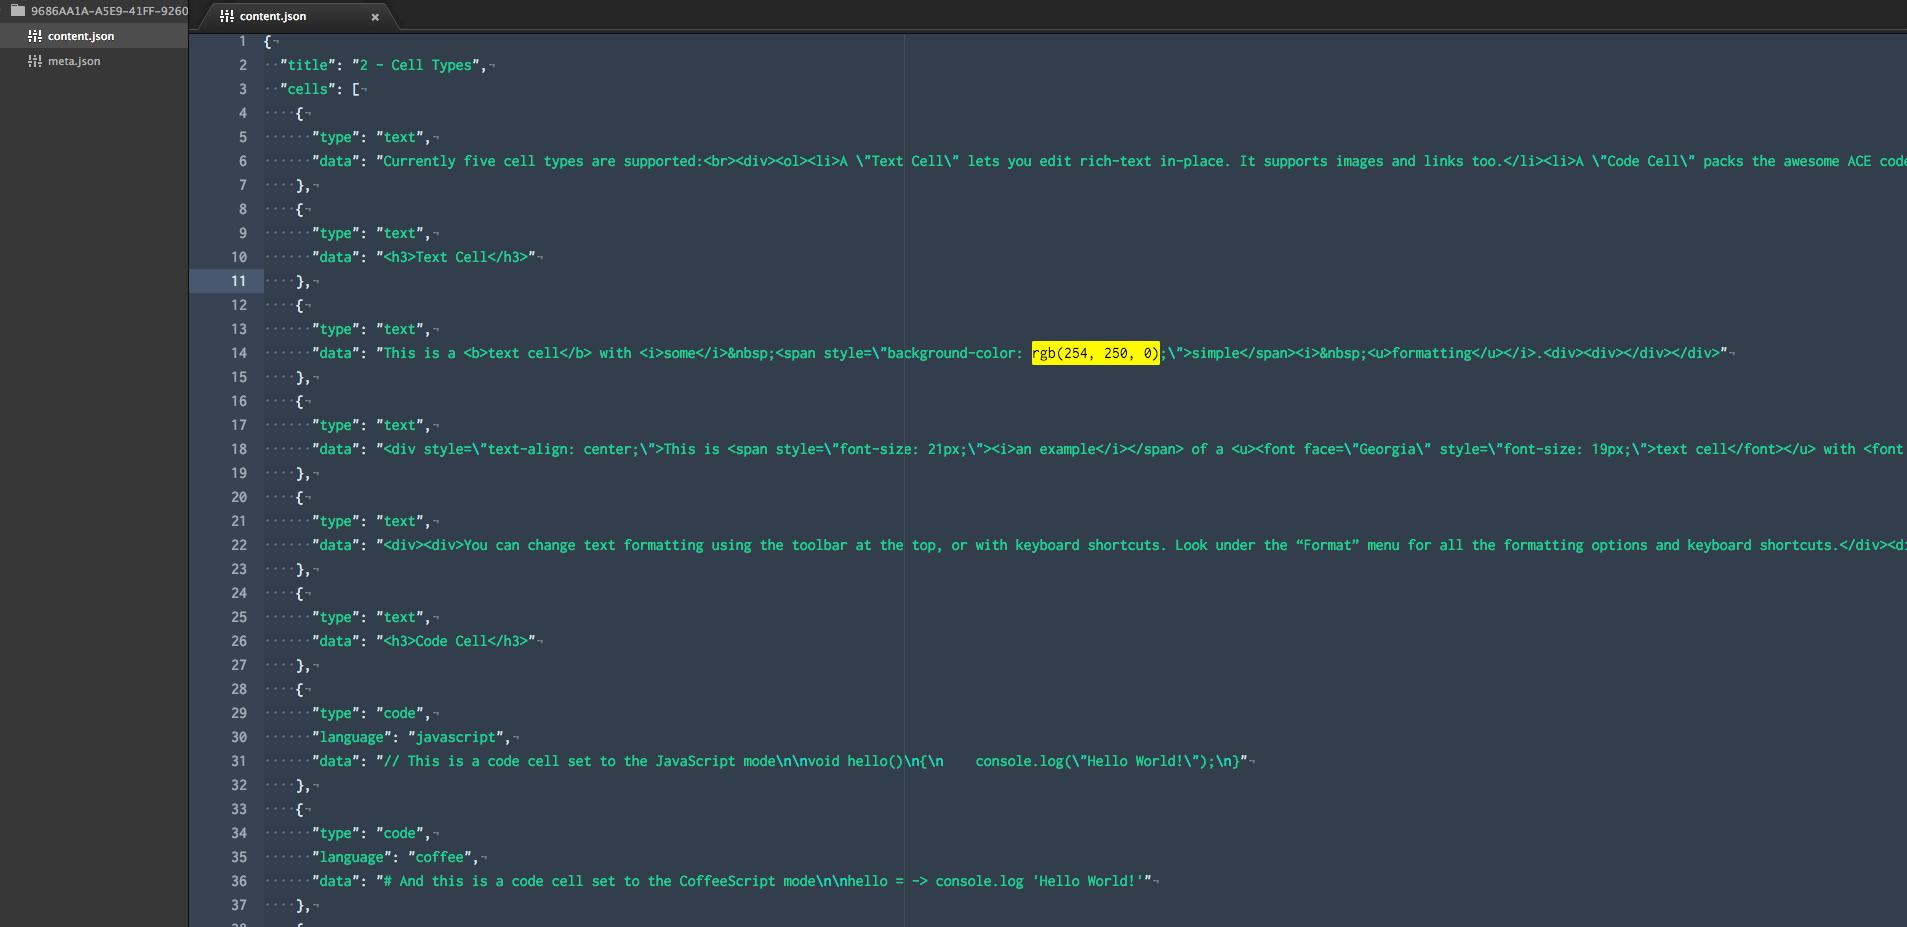 9686AA1A-A5E9-41FF-9260
content.json
meta.json
content.json ×
1 {¬
2 ··"title": "2 - Cell Types",¬
3 ··"cells": [¬
4 ····{¬
5 ······"type": "text",¬
6 ······"data": "Currently five cell types are supported:<br><div><ol><li>A \"Text Cell\" lets you edit rich-text in-place. It supports images and links too.</li><li>A \"Code Cell\" packs the awesome ACE code
7 ····},¬
8 ····{¬
9 ······"type": "text",¬
10 ······"data": "<h3>Text Cell</h3>"¬
11 ····},¬
12 ····{¬
13 ······"type": "text",¬
14 ······"data": "This is a <b>text cell</b> with <i>some</i>&nbsp;<span style=\"background-color: rgb(254, 250, 0);\">simple</span><i>&nbsp;<u>formatting</u></i>.<div><div></div></div>"¬
15 ····},¬
16 ····{¬
17 ······"type": "text",¬
18 ······"data": "<div style=\"text-align: center;\">This is <span style=\"font-size: 21px;\"><i>an example</i></span> of a <u><font face=\"Georgia\" style=\"font-size: 19px;\">text cell</font></u> with <font
19 ····},¬
20 ····{¬
21 ······"type": "text",¬
22 ······"data": "<div><div>You can change text formatting using the toolbar at the top, or with keyboard shortcuts. Look under the “Format” menu for all the formatting options and keyboard shortcuts.</div><d
23 ····},¬
24 ····{¬
25 ······"type": "text",¬
26 ······"data": "<h3>Code Cell</h3>"¬
27 ····},¬
28 ····{¬
29 ······"type": "code",¬
30 ······"language": "javascript",¬
31 ······"data": "// This is a code cell set to the JavaScript mode\n\nvoid hello()\n{\n    console.log(\"Hello World!\");\n}"¬
32 ····},¬
33 ····{¬
34 ······"type": "code",¬
35 ······"language": "coffee",¬
36 ······"data": "# And this is a code cell set to the CoffeeScript mode\n\nhello = -> console.log 'Hello World!'"¬
37 ····},¬